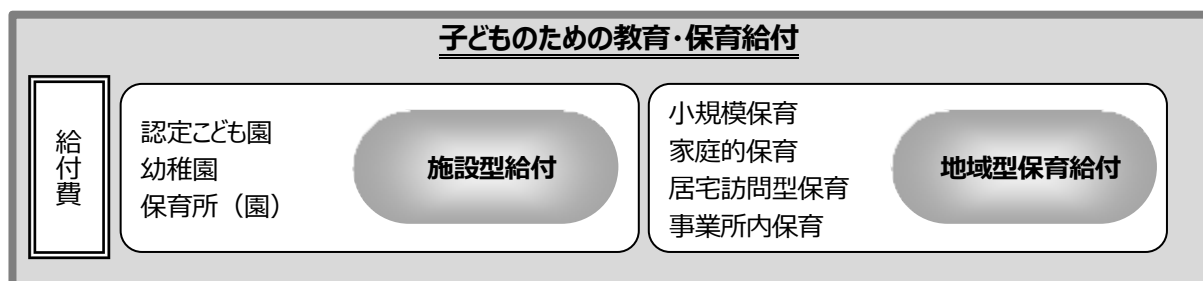 子どものための教育・保育給付
給付費
認定こども園
幼稚園
保育所（園）
施設型給付
小規模保育
家庭的保育
居宅訪問型保育
事業所内保育
地域型保育給付